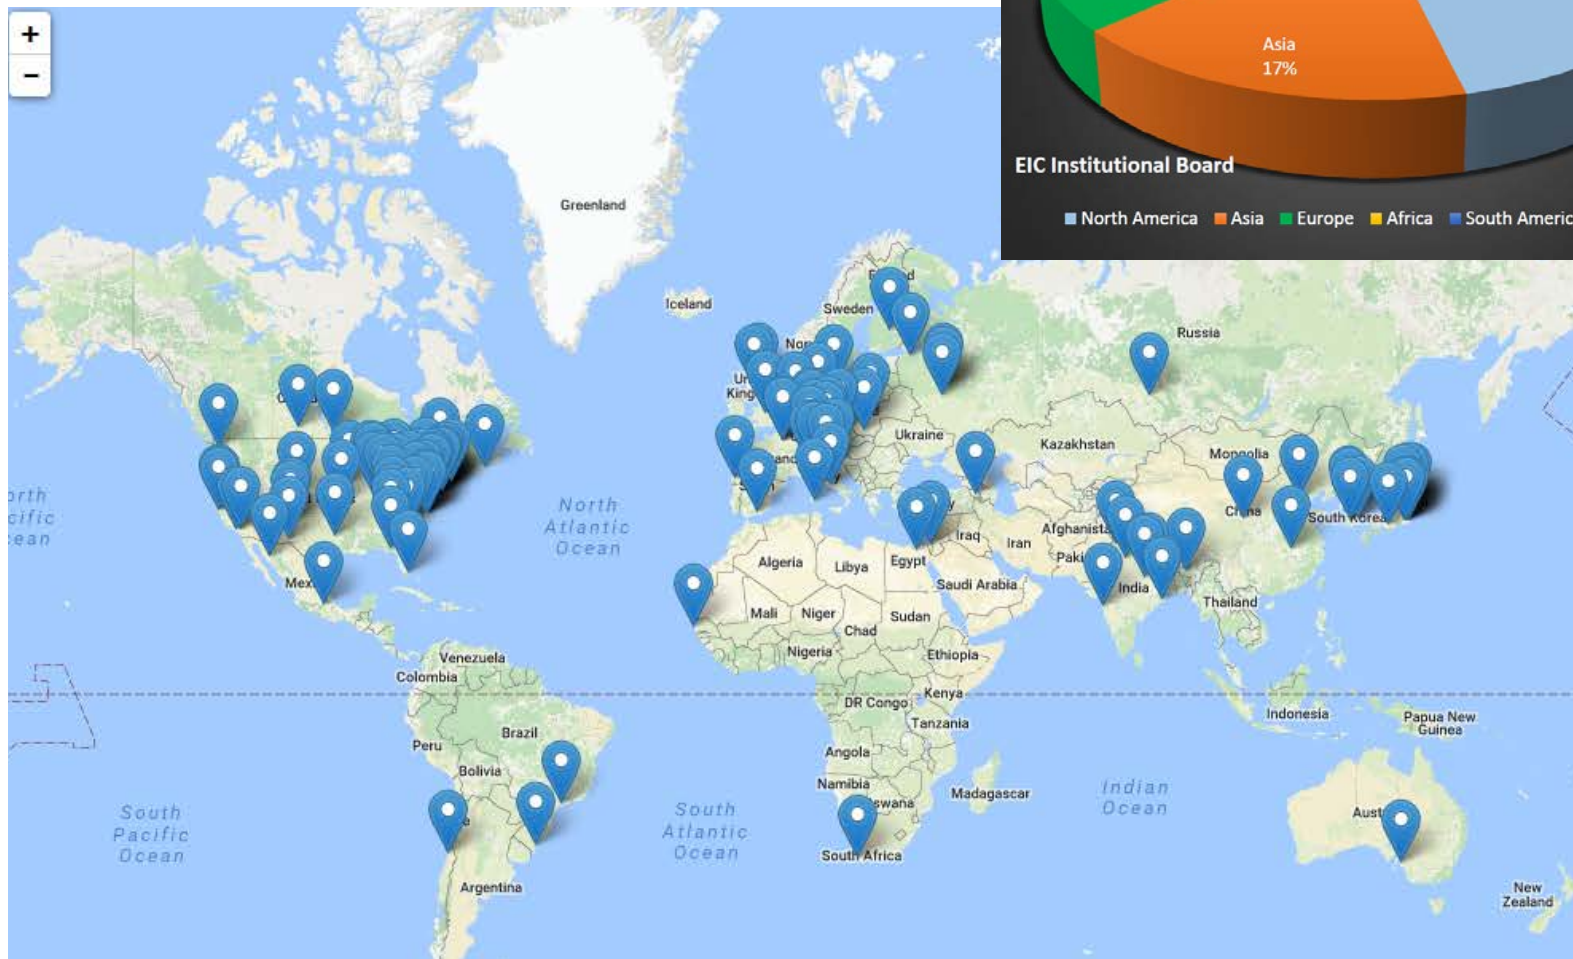 +
−
Asia
17%
EIC Institutional Board
North America
Asia
Europe
Africa
Greenland
Iceland
Sweden
Russia
Ukraine
Kazakhstan
Mongolia
North
Atlantic
Ocean
South Korea
Iraq
Iran
Algeria
Libya
Egypt
Saudi Arabia
India
Thailand
Mali
Niger
Chad
Sudan
Nigeria
Ethiopia
Venezuela
Colombia
Kenya
DR Congo
Tanzania
Indonesia
Papua New
Guinea
Brazil
Peru
Bolivia
Angola
Namibia
Madagascar
Indian
Ocean
South
Pacific
Ocean
South
Atlantic
Ocean
South Africa
Argentina
New
Zealand